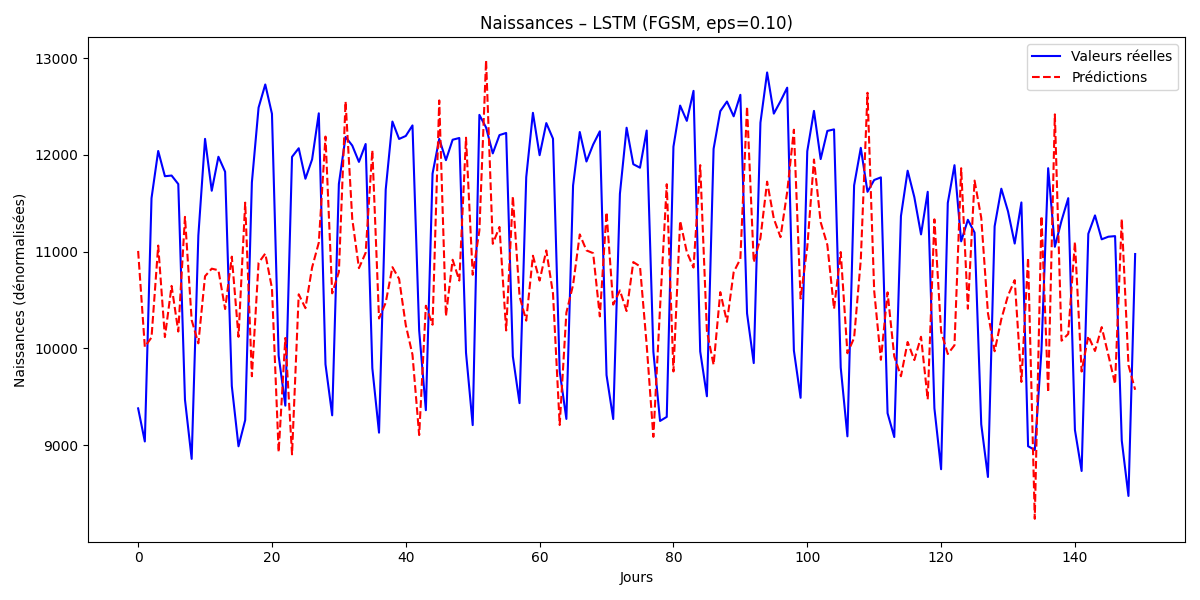 Naissances – LSTM (FGSM, eps=0.10)
Valeurs réelles
Prédictions
Naissances (dénormalisées)
13000
12000
11000
10000
9000
0 20 40 60 80 100 120 140
Jours